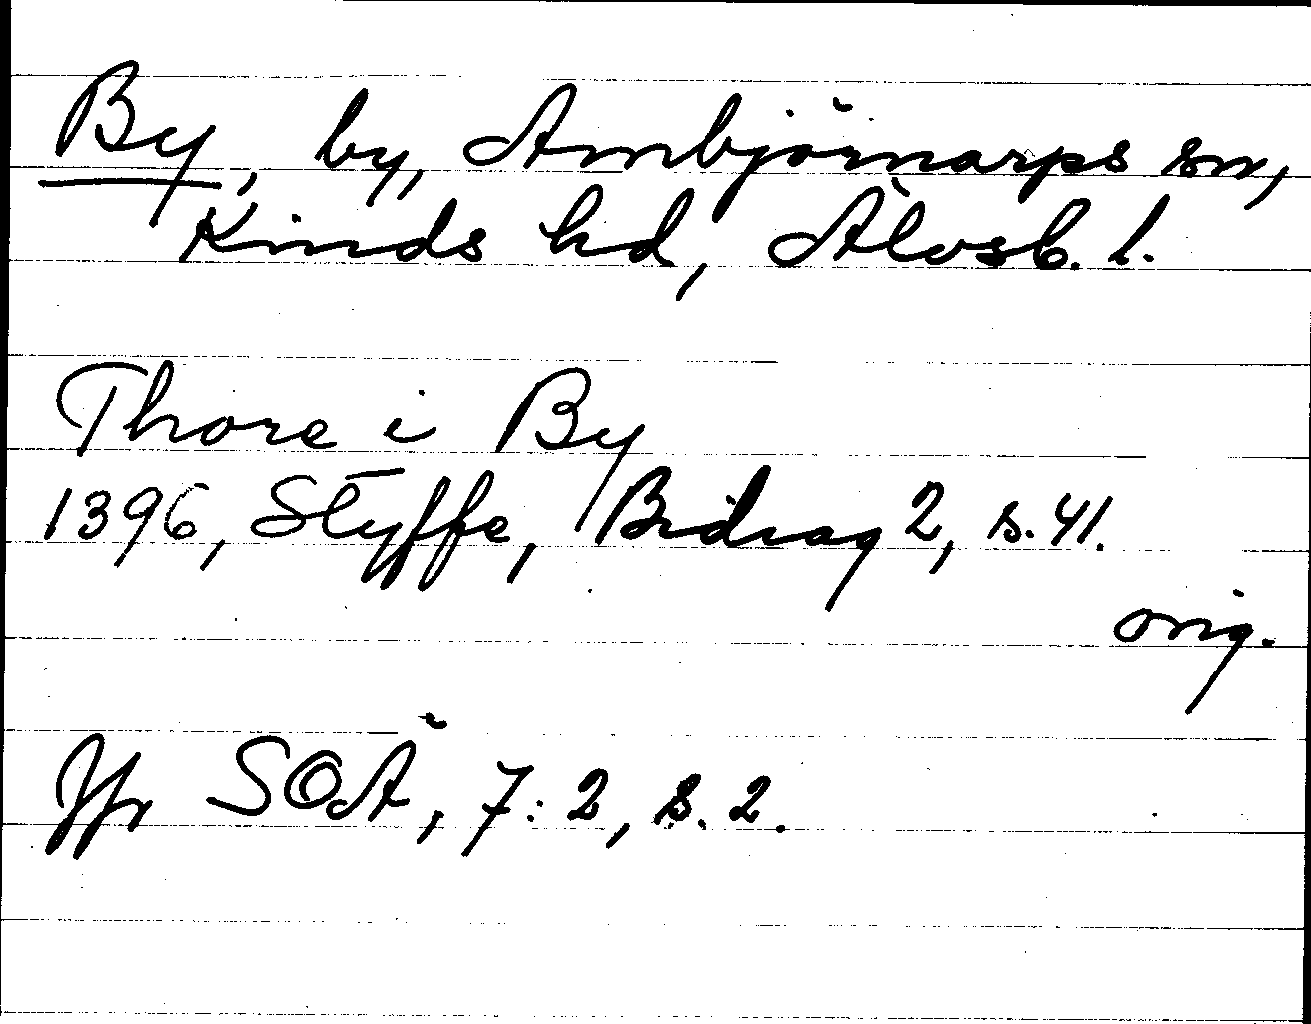 By, by, Ambjörnarps sn,
Kinds hd, Älvsb. l.
Thore i By
1396, Styffe, Bidrag 2, s. 41.
orig.
Jfr SOÄ, 7:2, s. 2.